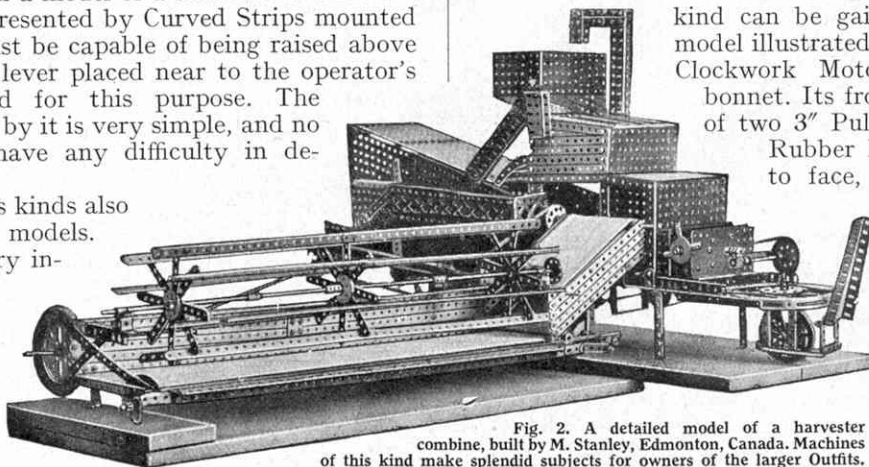 resented by Curved Strips mounted
st be capable of being raised above
lever placed near to the operator's
d for this purpose. The
by it is very simple, and no
have any difficulty in de-
s kinds also
models.
ry in-
kind can be gai
model illustrated
Clockwork Moto
bonnet. Its fro
of two 3″ Pul
Rubber
to face,
Fig. 2. A detailed model of a harvester
combine, built by M. Stanley, Edmonton, Canada. Machines
of this kind make splendid subjects for owners of the larger Outfits.